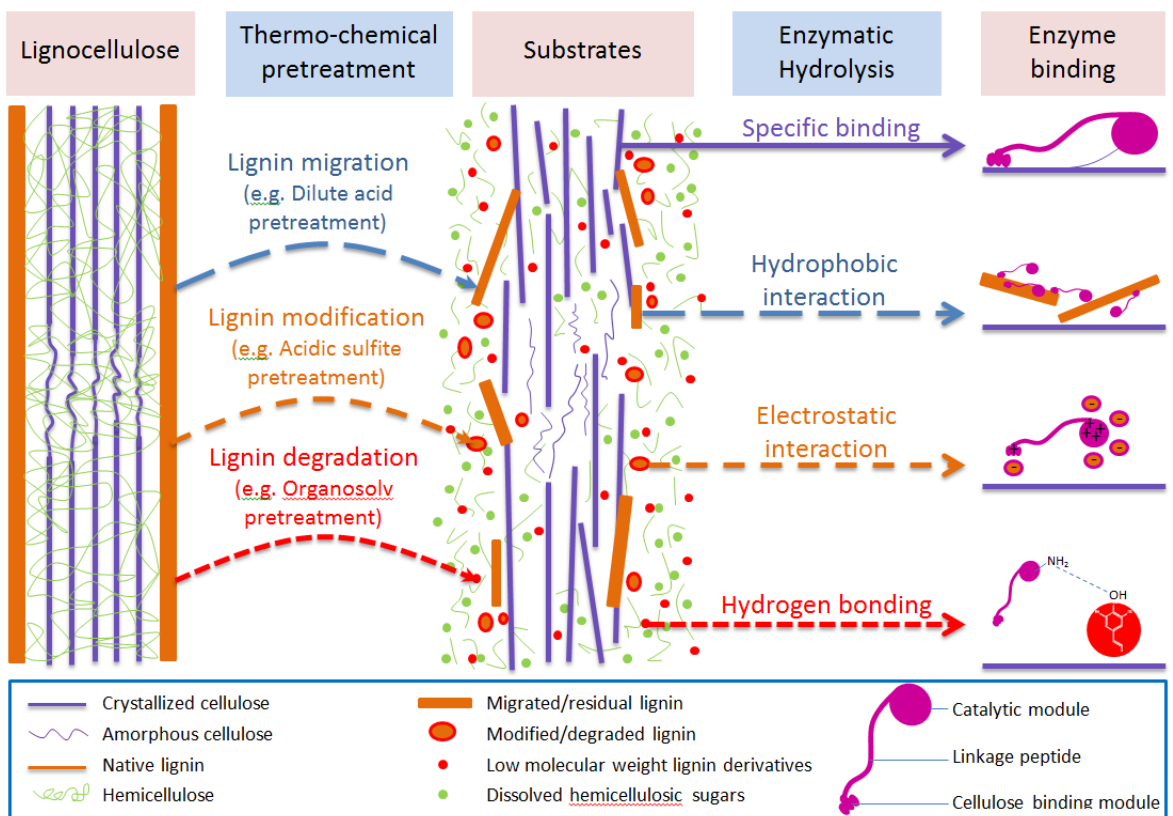 Lignocellulose
Thermo-chemical
pretreatment
Substrates
Enzymatic
Hydrolysis
Enzyme
binding
Lignin migration
(e.g. Dilute acid
pretreatment)
Lignin modification
(e.g. Acidic sulfite
pretreatment)
Lignin degradation
(e.g. Organosolv
pretreatment)
Specific binding
Hydrophobic
interaction
Electrostatic
interaction
Hydrogen bonding
- - - - - -
+ + + + +
NH₂
OH
Crystallized cellulose
Amorphous cellulose
Native lignin
Hemicellulose
Migrated/residual lignin
Modified/degraded lignin
Low molecular weight lignin derivatives
Dissolved hemicellulosic sugars
Catalytic module
Linkage peptide
Cellulose binding module